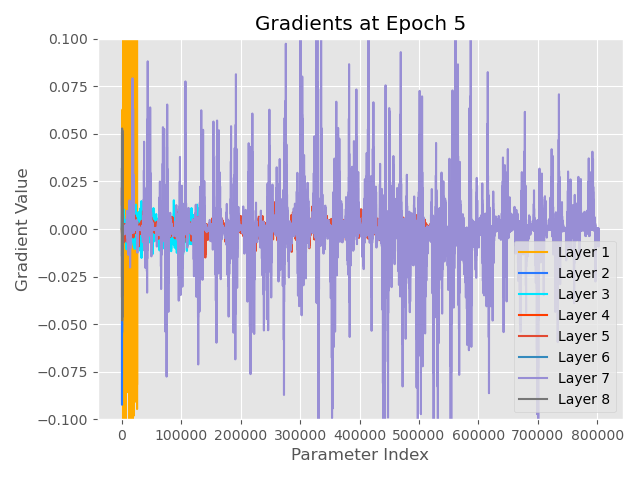 Gradients at Epoch 5
0.100
0.075
0.050
0.025
0.000
−0.025
−0.050
−0.075
−0.100
Gradient Value
Layer 1
Layer 2
Layer 3
Layer 4
Layer 5
Layer 6
Layer 7
Layer 8
0 100000 200000 300000 400000 500000 600000 700000 800000
Parameter Index